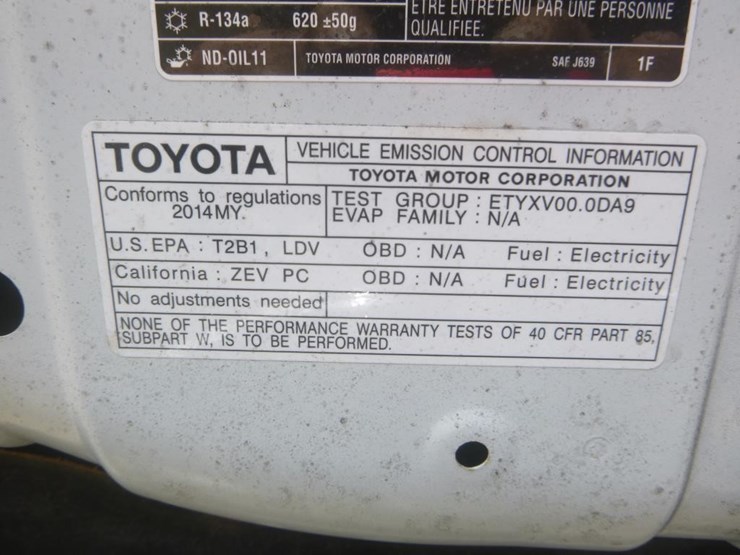 ÊTRE ENTRETENU PAR UNE PERSONNE
QUALIFIEE.
R-134a 620 ±50g
ND-OIL11 TOYOTA MOTOR CORPORATION SAE J639 1F
TOYOTA
VEHICLE EMISSION CONTROL INFORMATION
TOYOTA MOTOR CORPORATION
Conforms to regulations
2014MY.
TEST GROUP : ETYXV00.0DA9
EVAP FAMILY : N/A
U.S.EPA : T2B1, LDV OBD : N/A Fuel : Electricity
California : ZEV PC OBD : N/A Fuel : Electricity
No adjustments needed
NONE OF THE PERFORMANCE WARRANTY TESTS OF 40 CFR PART 85,
SUBPART W, IS TO BE PERFORMED.